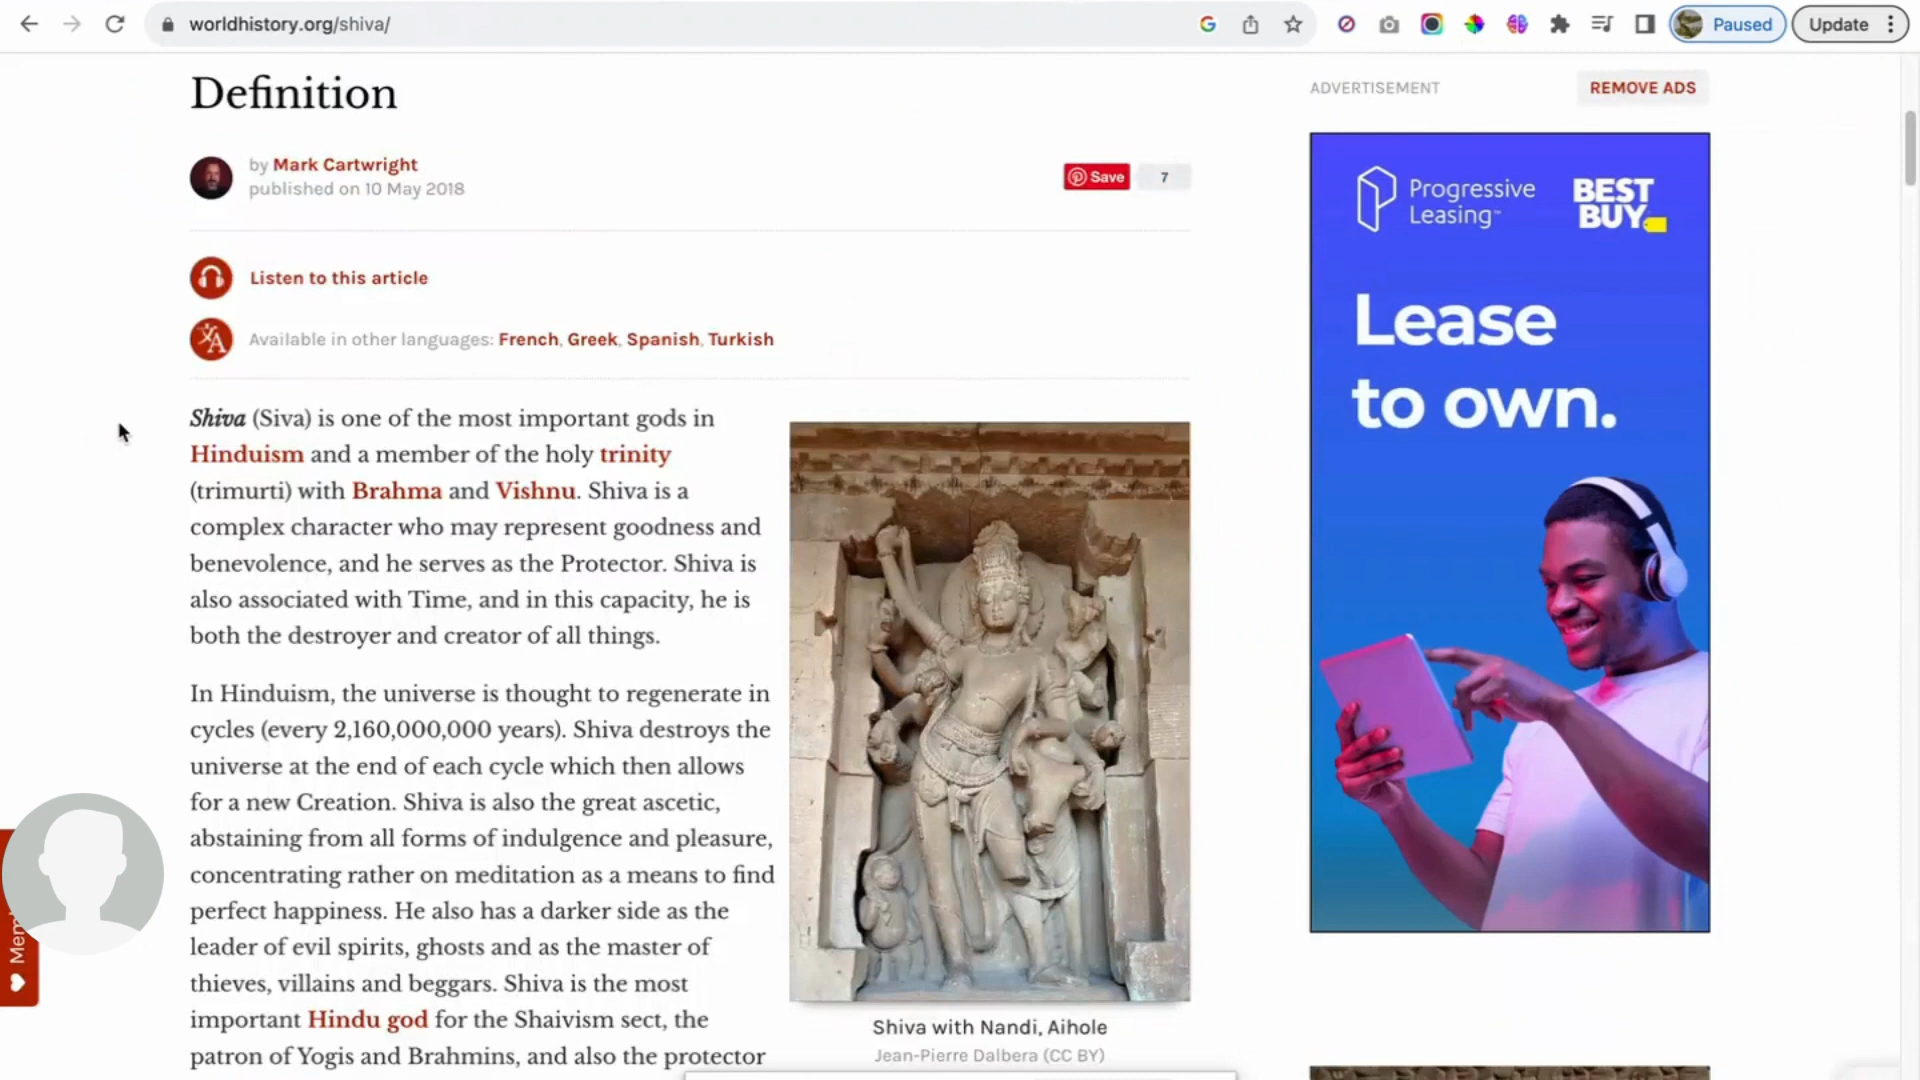 worldhistory.org/shiva/
Paused
Update
Definition
ADVERTISEMENT
REMOVE ADS
by Mark Cartwright
published on 10 May 2018
Save
7
Listen to this article
Available in other languages: French, Greek, Spanish, Turkish
Shiva (Siva) is one of the most important gods in
Hinduism and a member of the holy trinity
(trimurti) with Brahma and Vishnu. Shiva is a
complex character who may represent goodness and
benevolence, and he serves as the Protector. Shiva is
also associated with Time, and in this capacity, he is
both the destroyer and creator of all things.
In Hinduism, the universe is thought to regenerate in
cycles (every 2,160,000,000 years). Shiva destroys the
universe at the end of each cycle which then allows
for a new Creation. Shiva is also the great ascetic,
abstaining from all forms of indulgence and pleasure,
concentrating rather on meditation as a means to find
perfect happiness. He also has a darker side as the
leader of evil spirits, ghosts and as the master of
thieves, villains and beggars. Shiva is the most
important Hindu god for the Shaivism sect, the
patron of Yogis and Brahmins, and also the protector
Shiva with Nandi, Aihole
Jean-Pierre Dalbera (CC BY)
Progressive
Leasing™
BEST
BUY
Lease
to own.